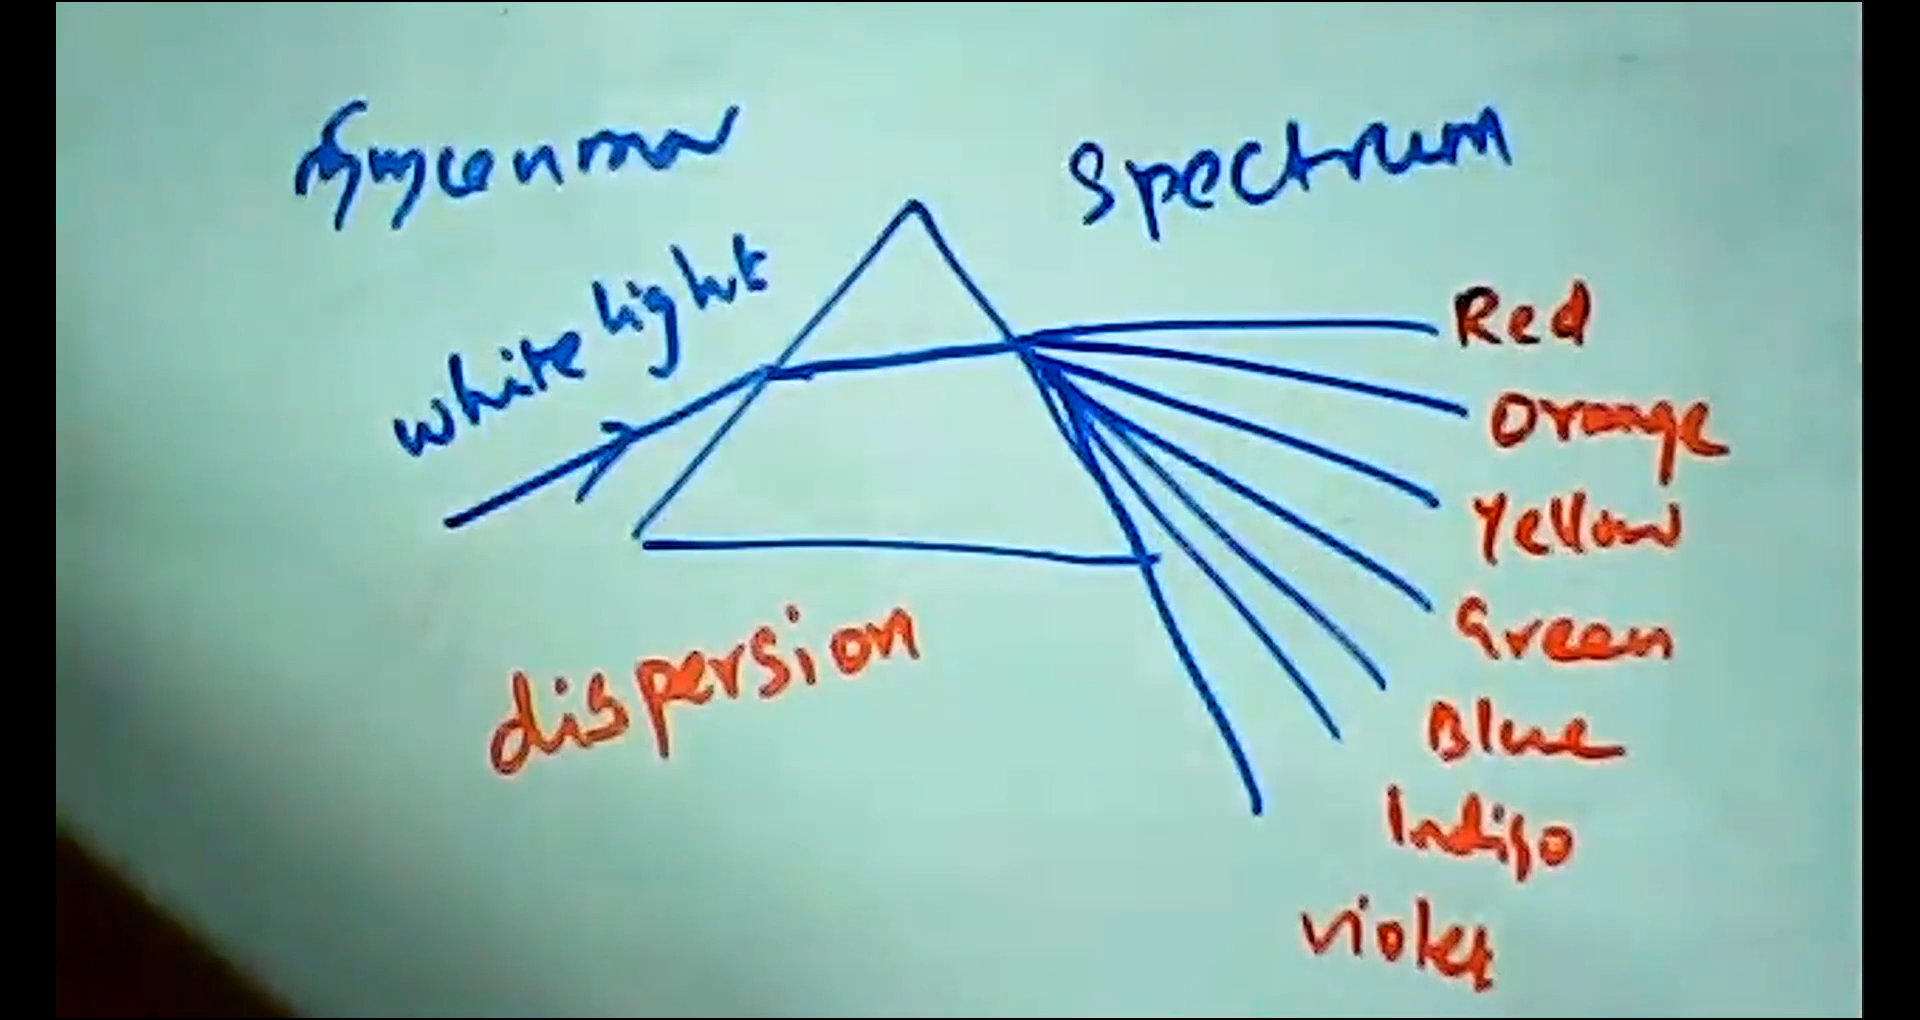 Spectrum
white light
Red
Orange
Yellow
Green
Blue
Indigo
violet
dispersion